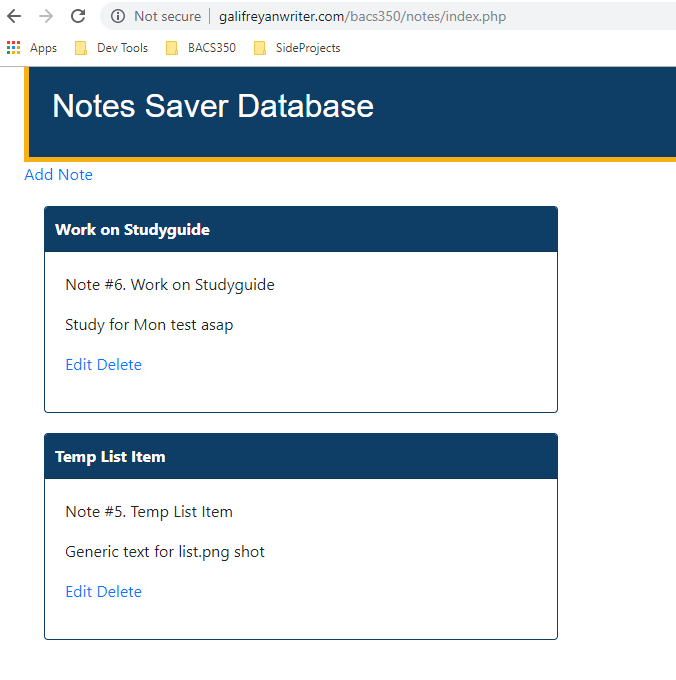 Not secure | galifreyanwriter.com/bacs350/notes/index.php
Apps Dev Tools BACS350 SideProjects
Notes Saver Database
Add Note
Work on Studyguide
Note #6. Work on Studyguide
Study for Mon test asap
Edit Delete
Temp List Item
Note #5. Temp List Item
Generic text for list.png shot
Edit Delete